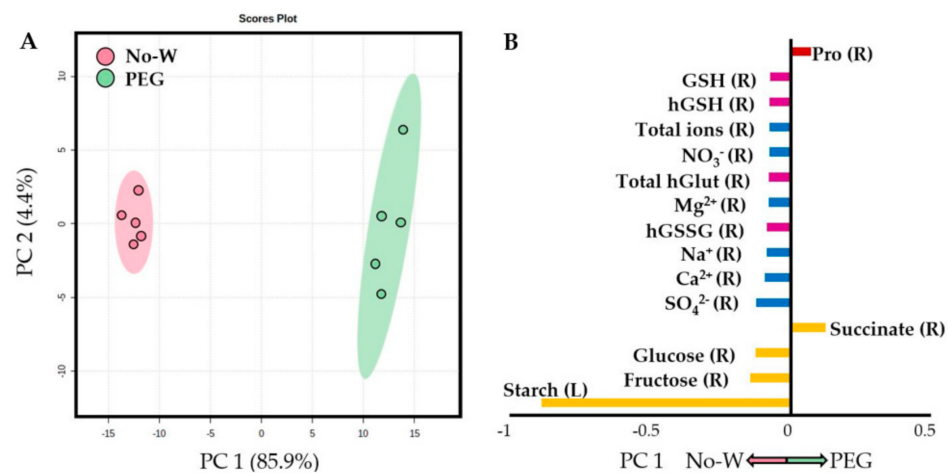 Scores Plot
A
No-W
PEG
10
5
0
-5
-10
-15
-10
-5
0
5
10
15
PC 2 (4.4%)
PC 1 (85.9%)
B
Pro (R)
GSH (R)
hGSH (R)
Total ions (R)
NO₃⁻ (R)
Total hGlut (R)
Mg²⁺ (R)
hGSSG (R)
Na⁺ (R)
Ca²⁺ (R)
SO₄²⁻ (R)
Succinate (R)
Glucose (R)
Fructose (R)
Starch (L)
-1
-0.5
0
0.5
PC 1 No-W PEG